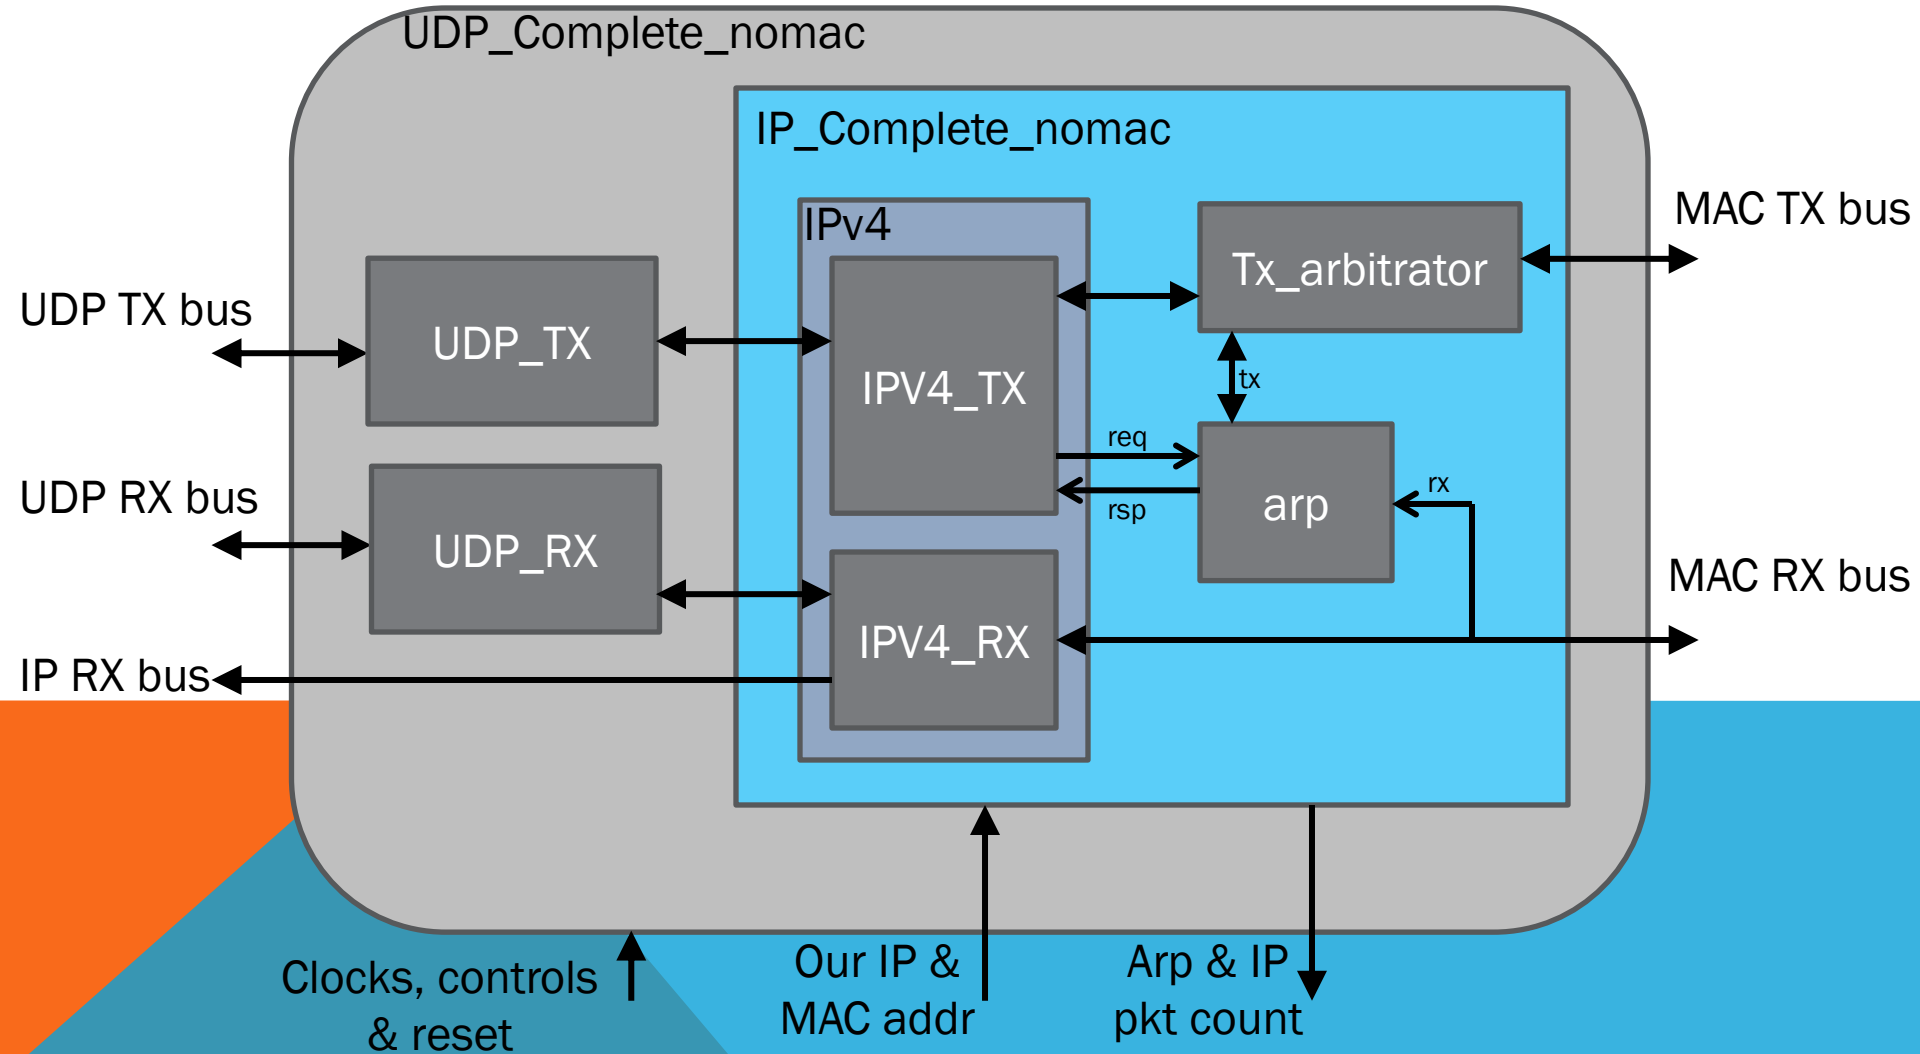 UDP_Complete_nomac
IP_Complete_nomac
IPv4
MAC TX bus
Tx_arbitrator
UDP TX bus
UDP_TX
IPV4_TX
tx
req
rsp
rx
arp
UDP RX bus
UDP_RX
MAC RX bus
IPV4_RX
IP RX bus
Clocks, controls
& reset
Our IP &
MAC addr
Arp & IP
pkt count